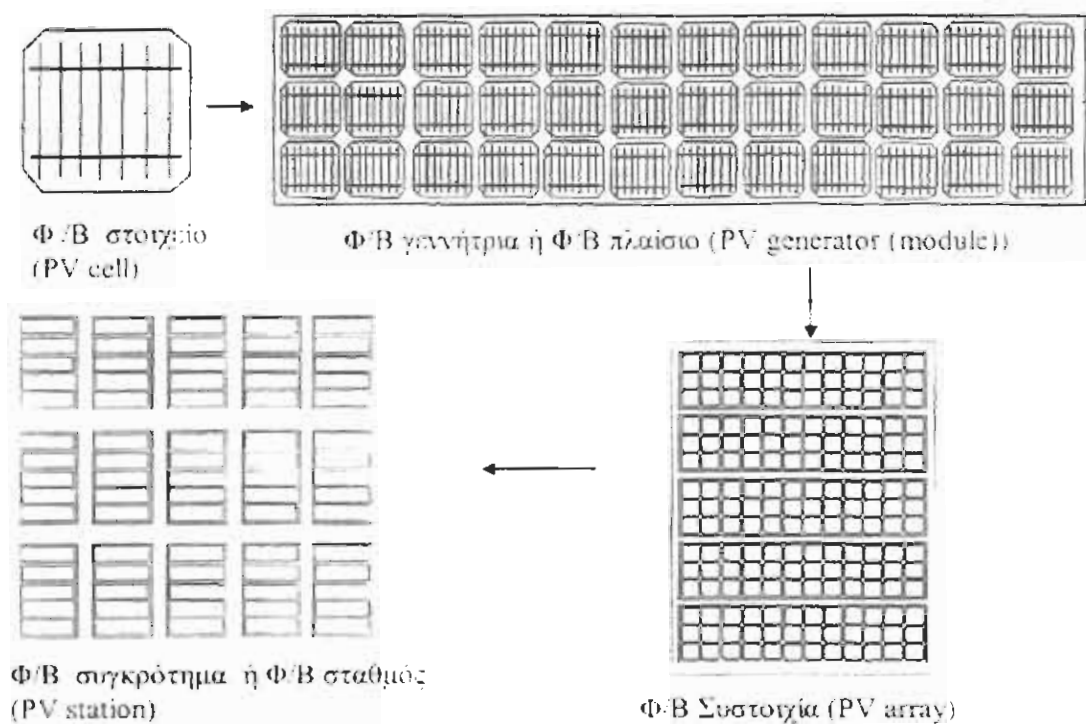 Φ/Β στοιχείο
(PV cell)
Φ/Β γεννήτρια ή Φ/Β πλαίσιο (PV generator (module))
Φ/Β συγκρότημα ή Φ/Β σταθμός
(PV station)
Φ/Β Συστοιχία (PV array)